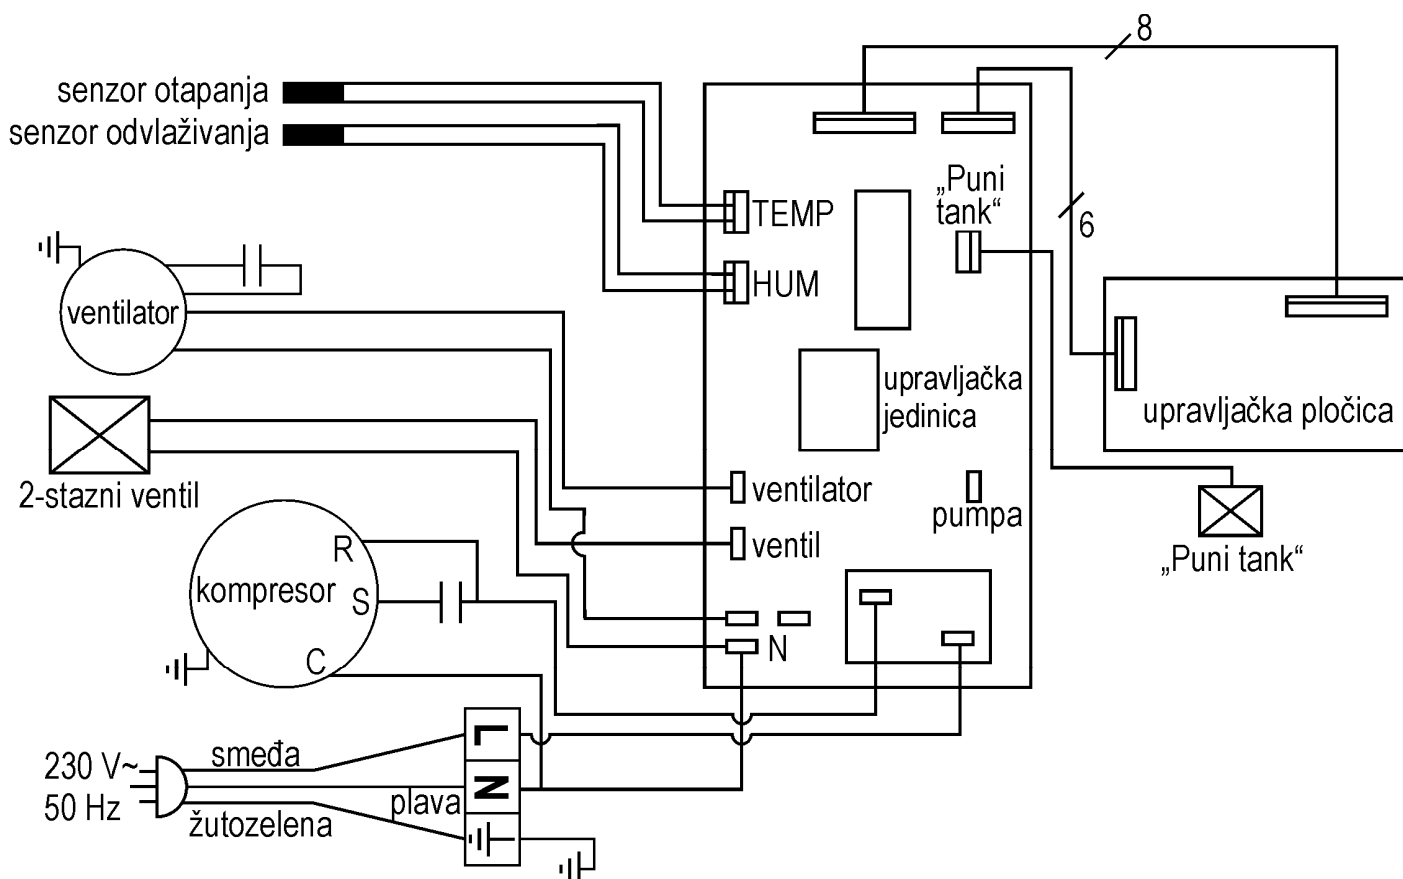 8
senzor otapanja
senzor odvlaživanja
„Puni
tank“
TEMP
6
HUM
ventilator
upravljačka
jedinica
upravljačka pločica
2-stazni ventil
ventilator
pumpa
ventil
„Puni tank“
R
kompresor
S
C
N
L
smeđa
230 V~
50 Hz
N
plava
žutozelena